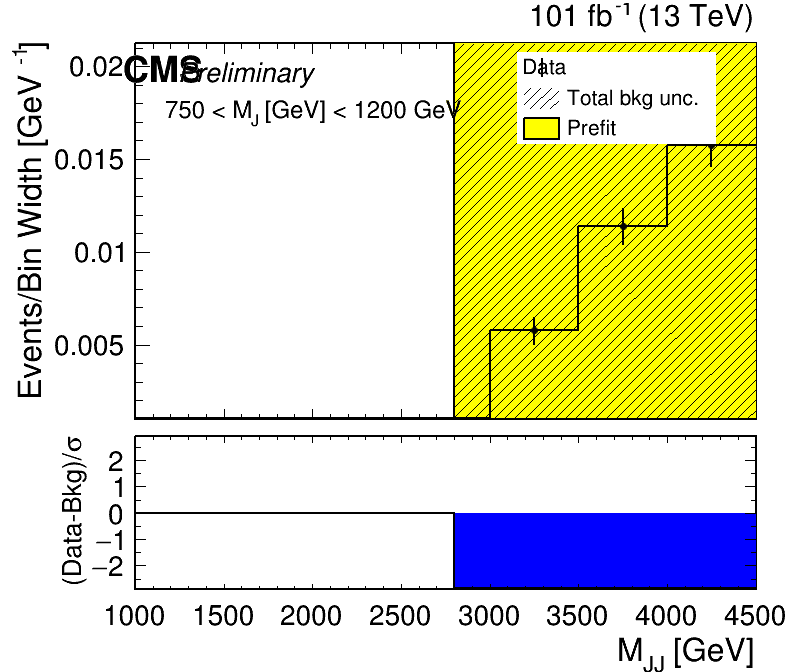 101 fb⁻¹ (13 TeV)
CMS Preliminary
750 < M_J [GeV] < 1200 GeV
Data
Total bkg unc.
Prefit
Events/Bin Width [GeV⁻¹]
0.02
0.015
0.01
0.005
(Data-Bkg)/σ
2
1
0
−1
−2
1000 1500 2000 2500 3000 3500 4000 4500
M_JJ [GeV]